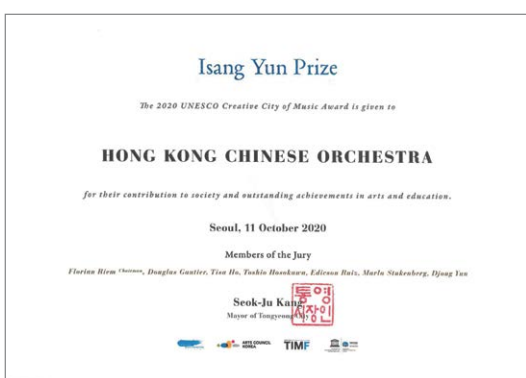 Isang Yun Prize
The 2020 UNESCO Creative City of Music Award is given to
HONG KONG CHINESE ORCHESTRA
for their contribution to society and outstanding achievements in arts and education.
Seoul, 11 October 2020
Members of the Jury
Florian Riem Chairman, Douglas Gautier, Tisa Ho, Toshio Hosokawa, Edicson Ruiz, Marlu Stakenberg, Djong Yun
Seok-Ju Kang
Mayor of Tongyeong City
통영
시장인
ARTS COUNCIL
KOREA
TIMF